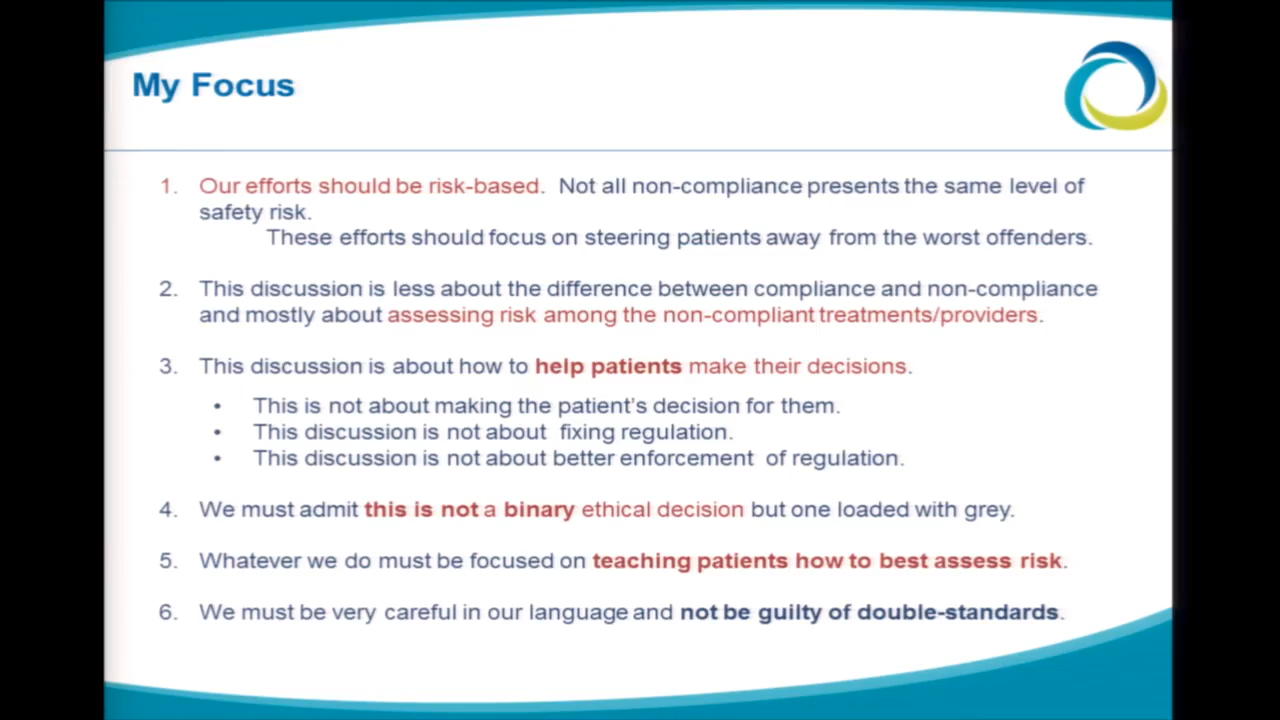 My Focus
1. Our efforts should be risk-based. Not all non-compliance presents the same level of
safety risk.
These efforts should focus on steering patients away from the worst offenders.
2. This discussion is less about the difference between compliance and non-compliance
and mostly about assessing risk among the non-compliant treatments/providers.
3. This discussion is about how to help patients make their decisions.
• This is not about making the patient's decision for them.
• This discussion is not about fixing regulation.
• This discussion is not about better enforcement of regulation.
4. We must admit this is not a binary ethical decision but one loaded with grey.
5. Whatever we do must be focused on teaching patients how to best assess risk.
6. We must be very careful in our language and not be guilty of double-standards.